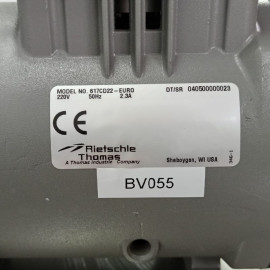 MODEL NO. 617CD22-EURO DT/SR 040500000023
220V 50Hz 2.3A
CE
Rietschle
Thomas
A Thomas Industries Company
Sheboygan, WI USA
BV055